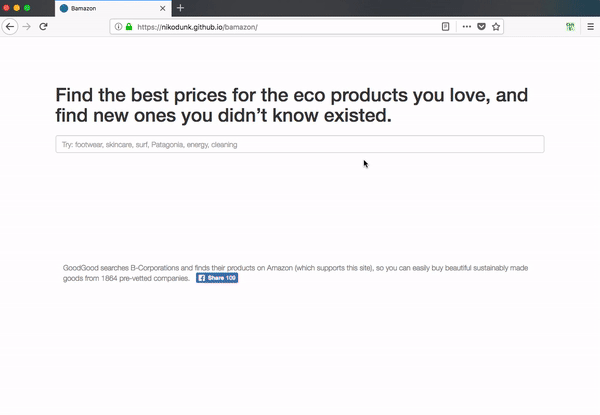 Bamazon
https://nikodunk.github.io/bamazon/
Find the best prices for the eco products you love, and
find new ones you didn't know existed.
Try: footwear, skincare, surf, Patagonia, energy, cleaning
GoodGood searches B-Corporations and finds their products on Amazon (which supports this site), so you can easily buy beautiful sustainably made
goods from 1864 pre-vetted companies. Share 109